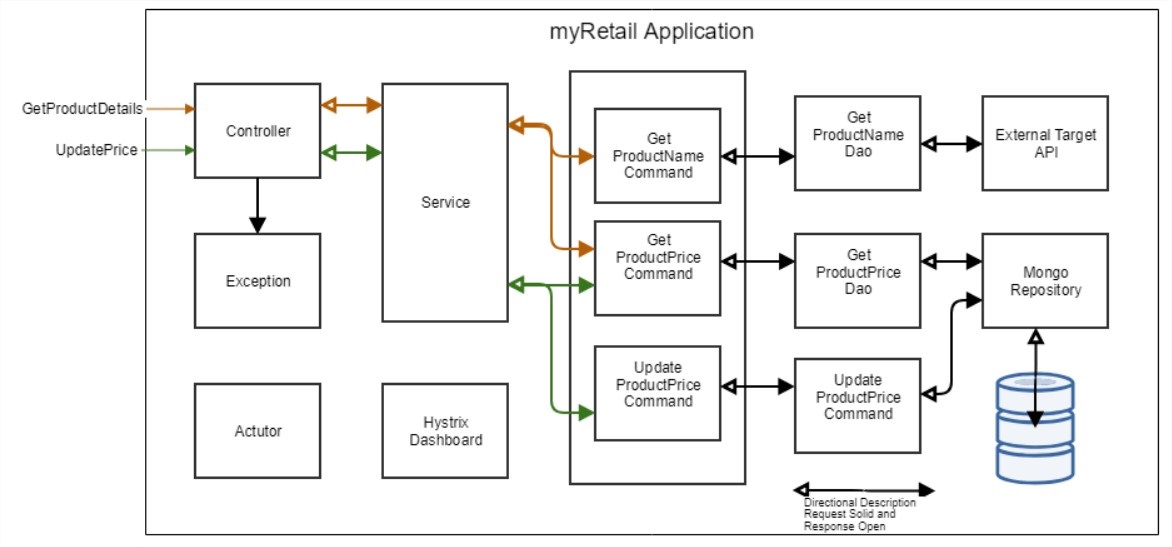 myRetail Application
GetProductDetails
UpdatePrice
Controller
Exception
Actutor
Service
Hystrix
Dashboard
Get
ProductName
Command
Get
ProductPrice
Command
Update
ProductPrice
Command
Get
ProductName
Dao
Get
ProductPrice
Dao
Update
ProductPrice
Command
External Target
API
Mongo
Repository
Directional Description
Request Solid and
Response Open